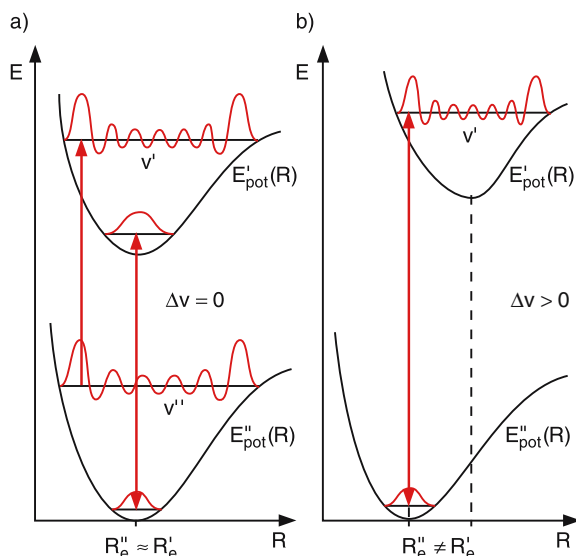 a)
E
v'
E'pot(R)
Δv = 0
v''
E''pot(R)
R''e ≈ R'e
R
b)
E
v'
E'pot(R)
Δv > 0
E''pot(R)
R''e ≠ R'e
R